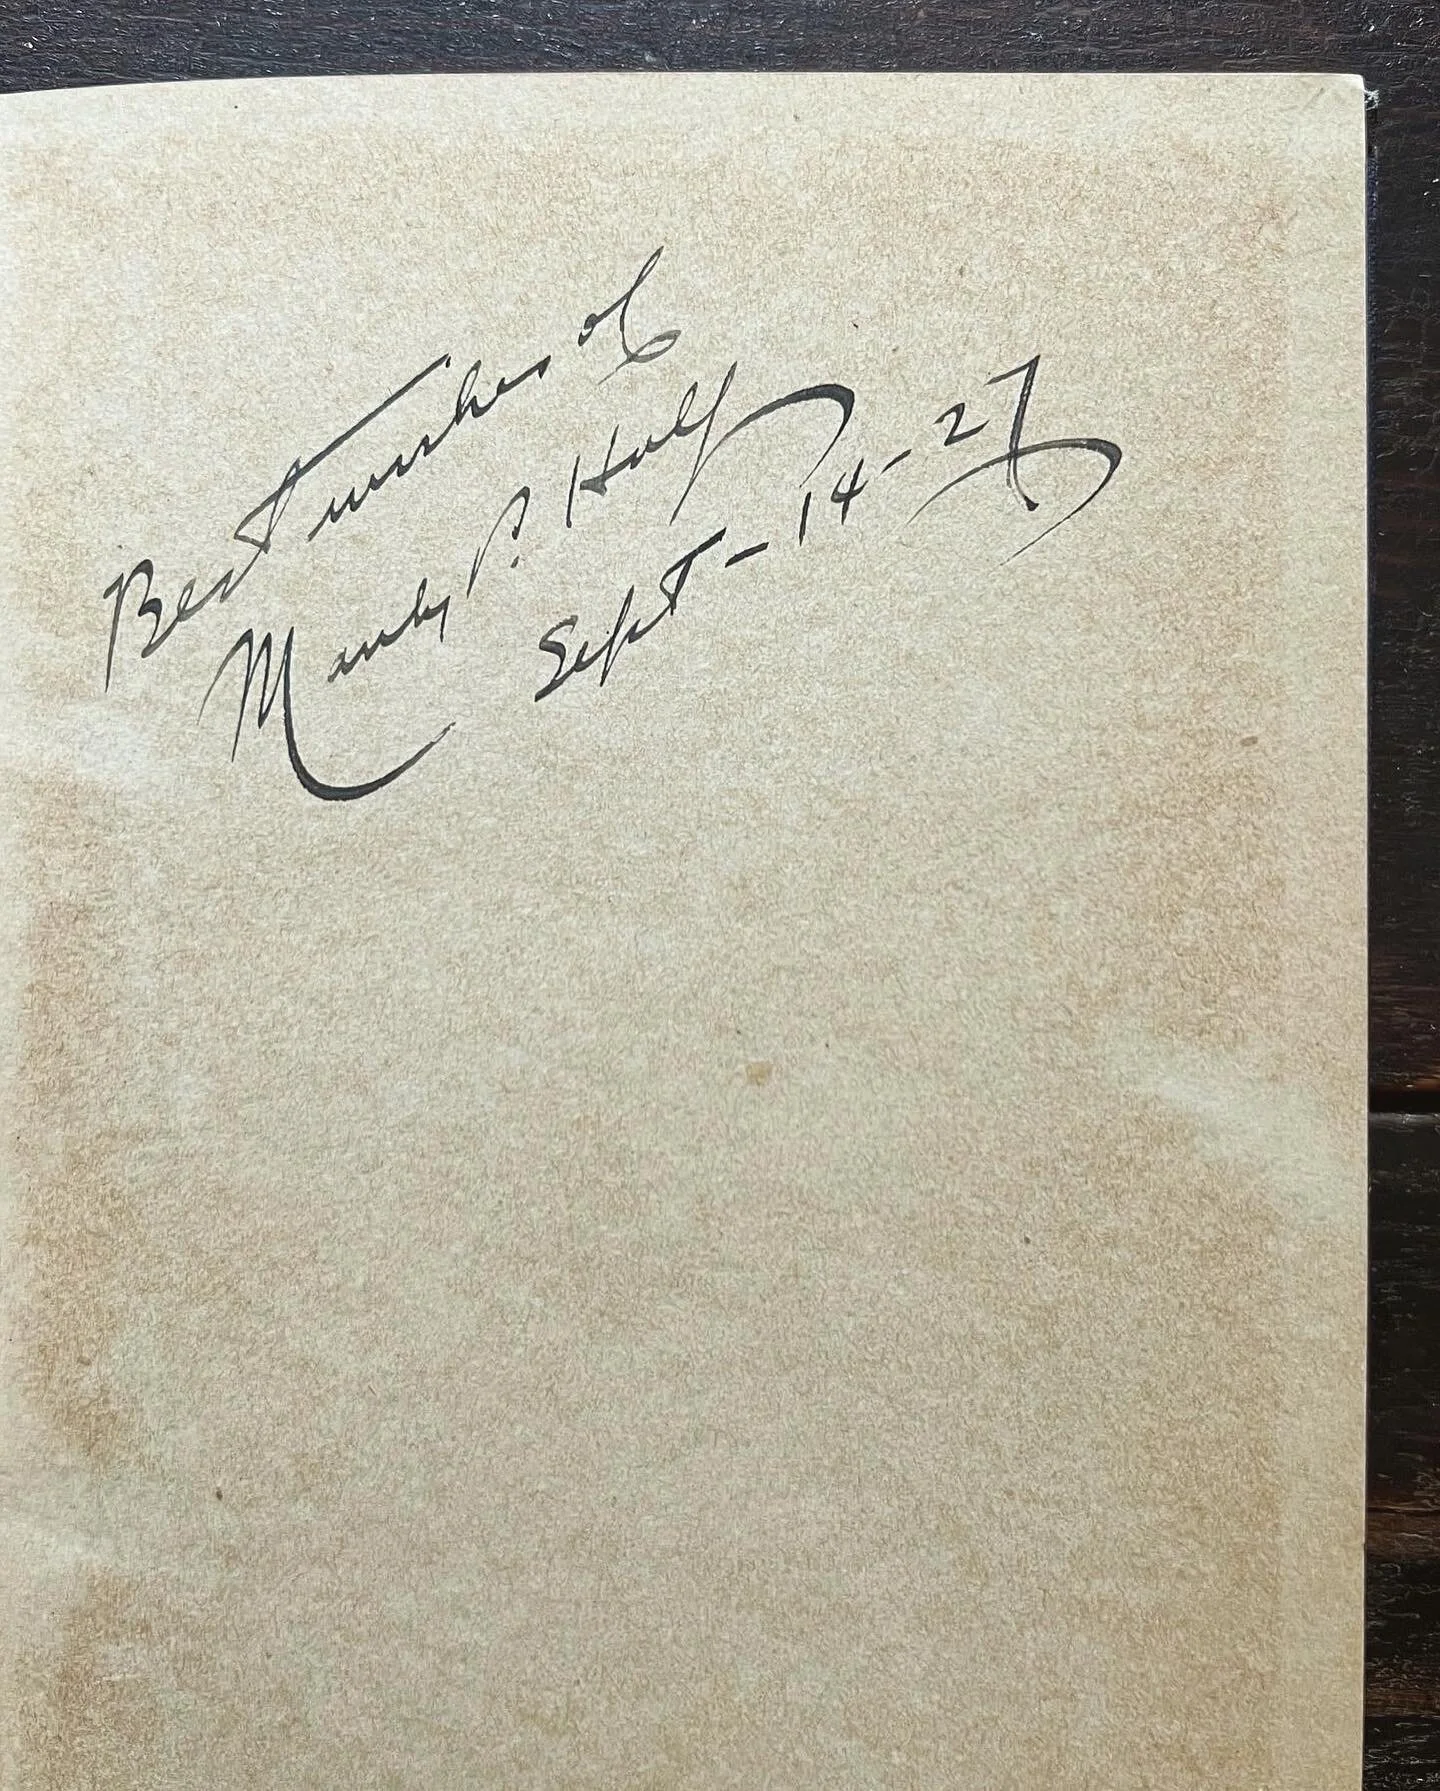 Best wishes of
Manly P. Hall
Sept - 14 - 27